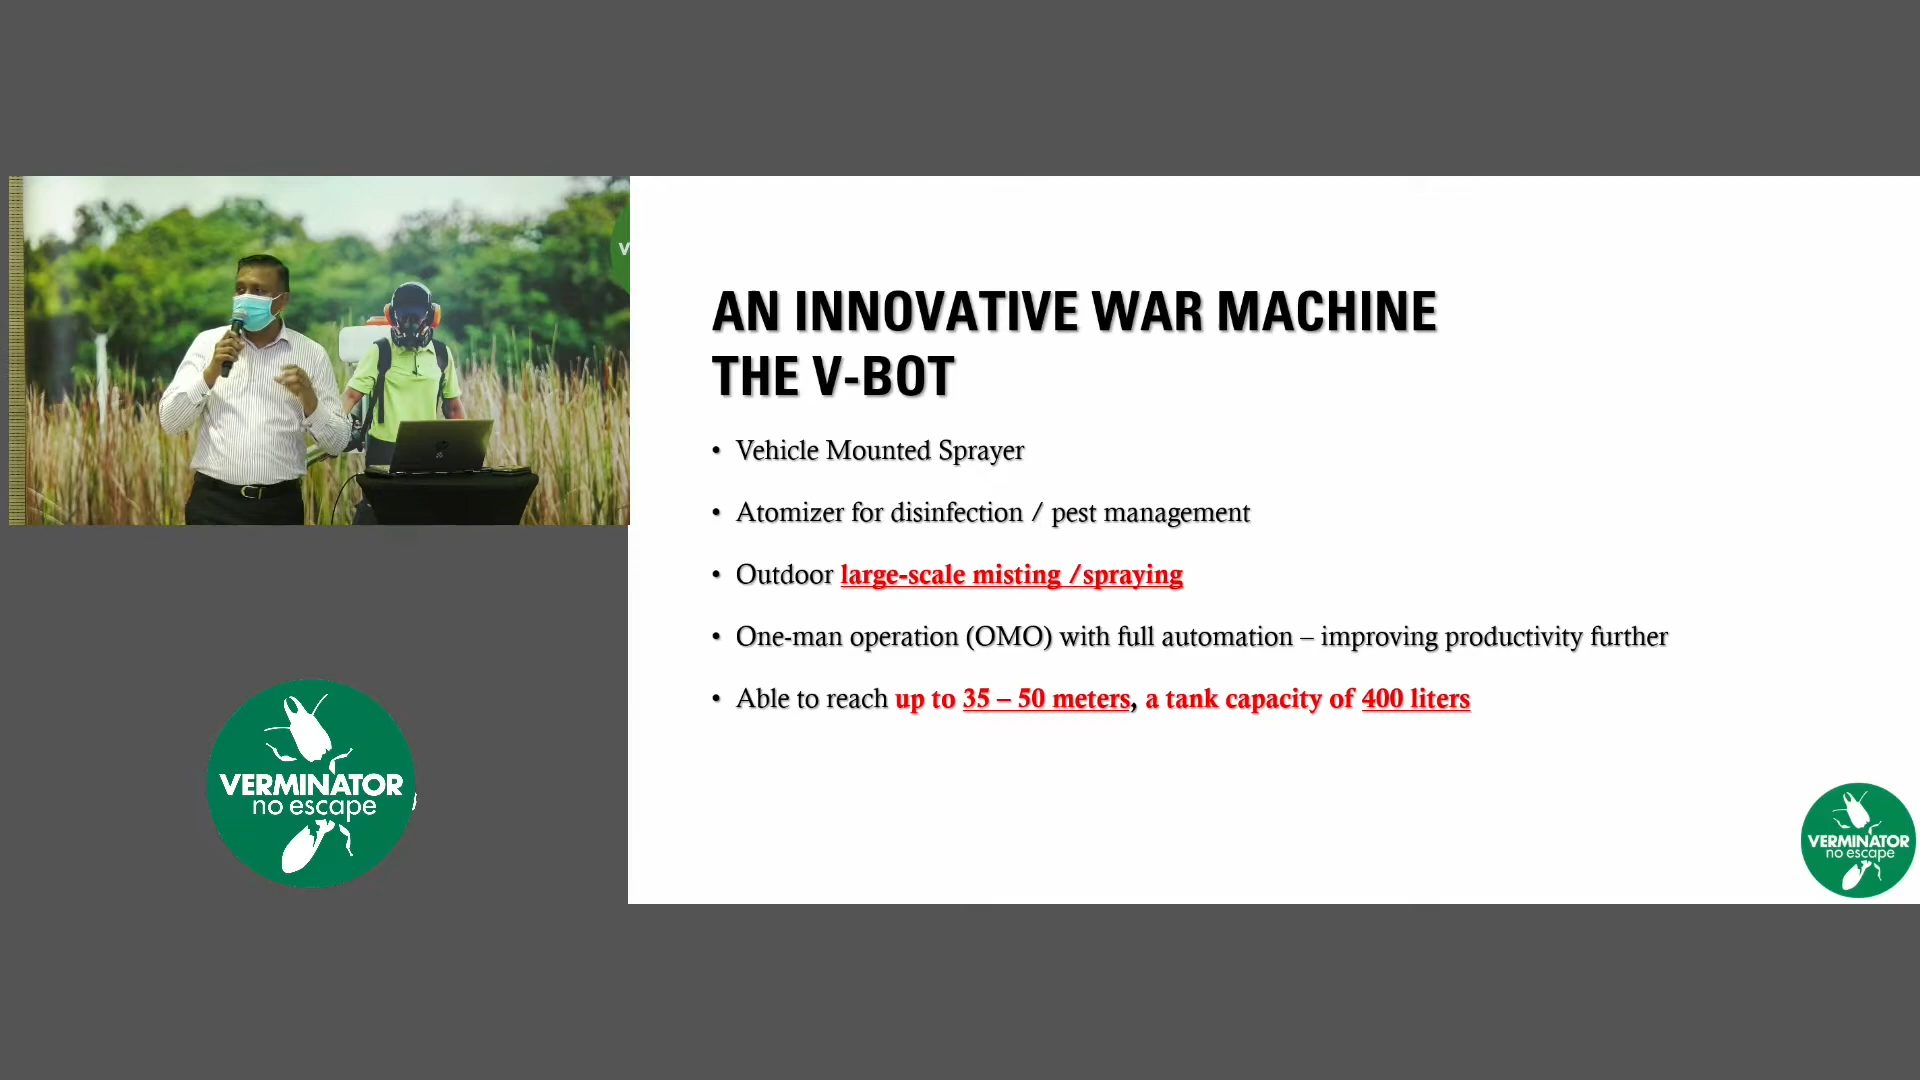 AN INNOVATIVE WAR MACHINE
THE V-BOT
• Vehicle Mounted Sprayer
• Atomizer for disinfection / pest management
• Outdoor large-scale misting /spraying
• One-man operation (OMO) with full automation – improving productivity further
• Able to reach up to 35 – 50 meters, a tank capacity of 400 liters
V
VERMINATOR
no escape
VERMINATOR
no escape